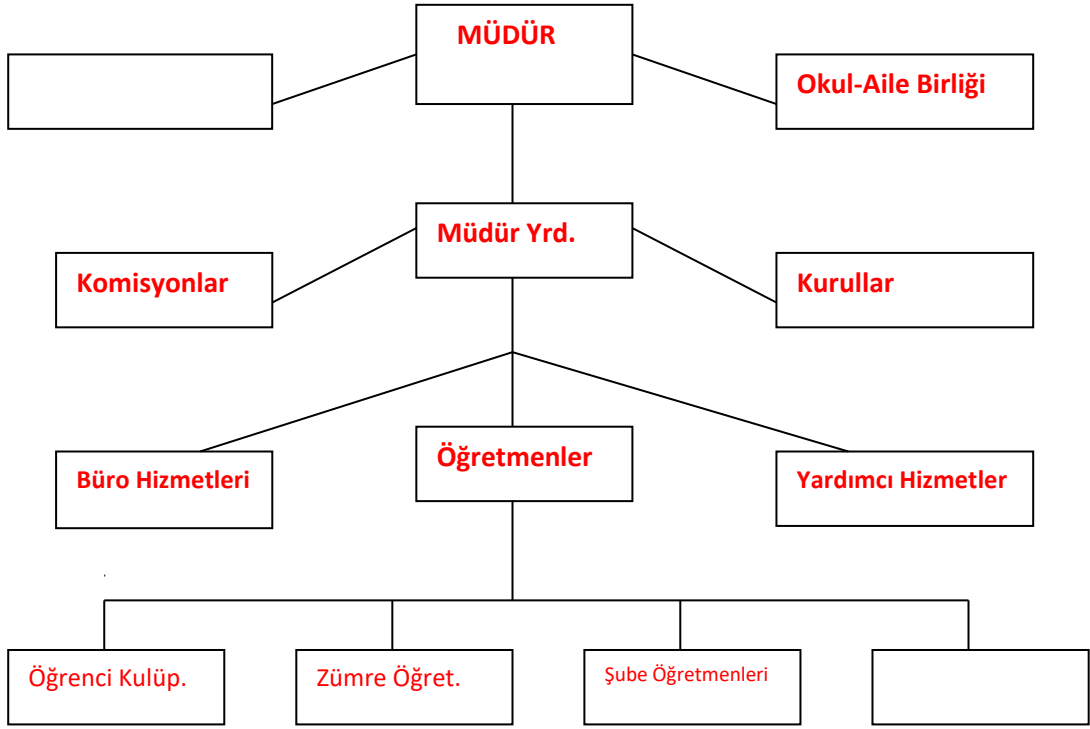 MÜDÜR
Okul-Aile Birliği
Müdür Yrd.
Komisyonlar
Kurullar
Büro Hizmetleri
Öğretmenler
Yardımcı Hizmetler
Öğrenci Kulüp.
Zümre Öğret.
Şube Öğretmenleri